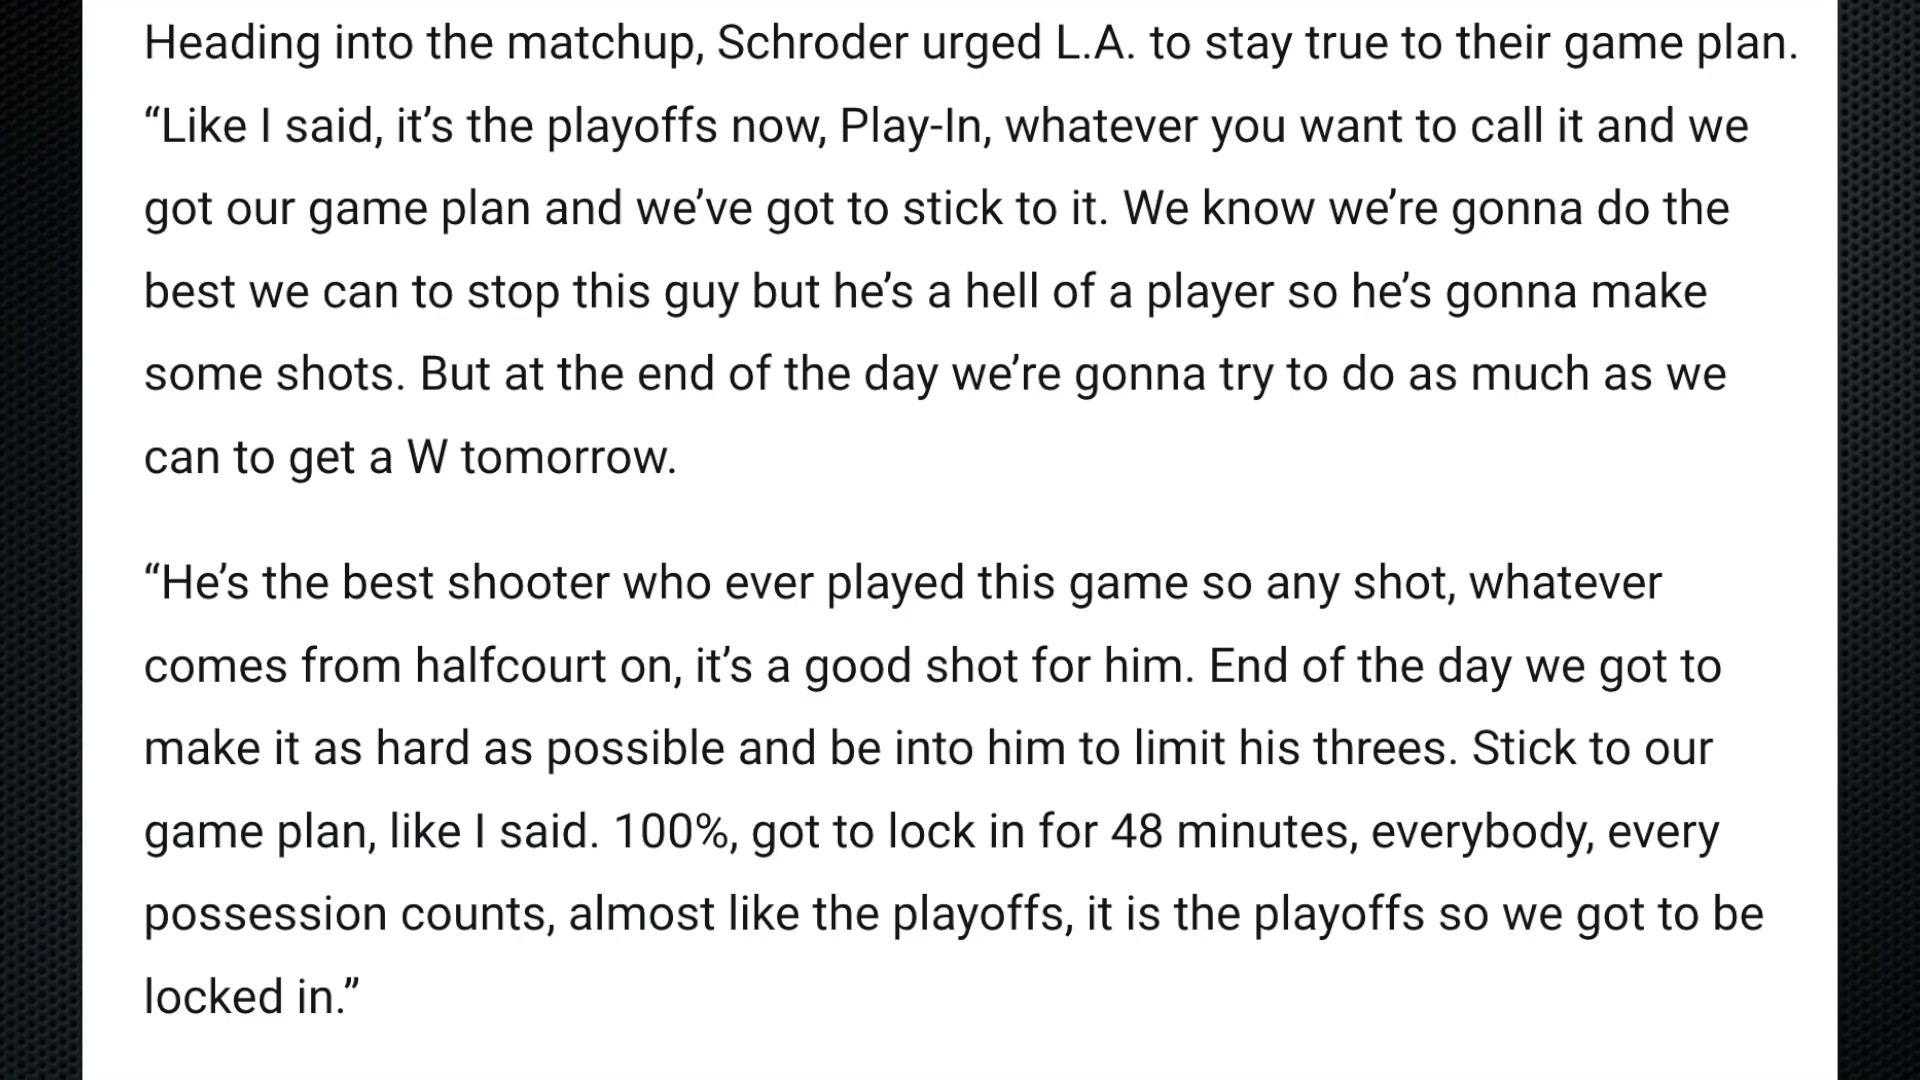 Heading into the matchup, Schroder urged L.A. to stay true to their game plan.
“Like I said, it’s the playoffs now, Play-In, whatever you want to call it and we
got our game plan and we’ve got to stick to it. We know we’re gonna do the
best we can to stop this guy but he’s a hell of a player so he’s gonna make
some shots. But at the end of the day we’re gonna try to do as much as we
can to get a W tomorrow.
“He’s the best shooter who ever played this game so any shot, whatever
comes from halfcourt on, it’s a good shot for him. End of the day we got to
make it as hard as possible and be into him to limit his threes. Stick to our
game plan, like I said. 100%, got to lock in for 48 minutes, everybody, every
possession counts, almost like the playoffs, it is the playoffs so we got to be
locked in.”